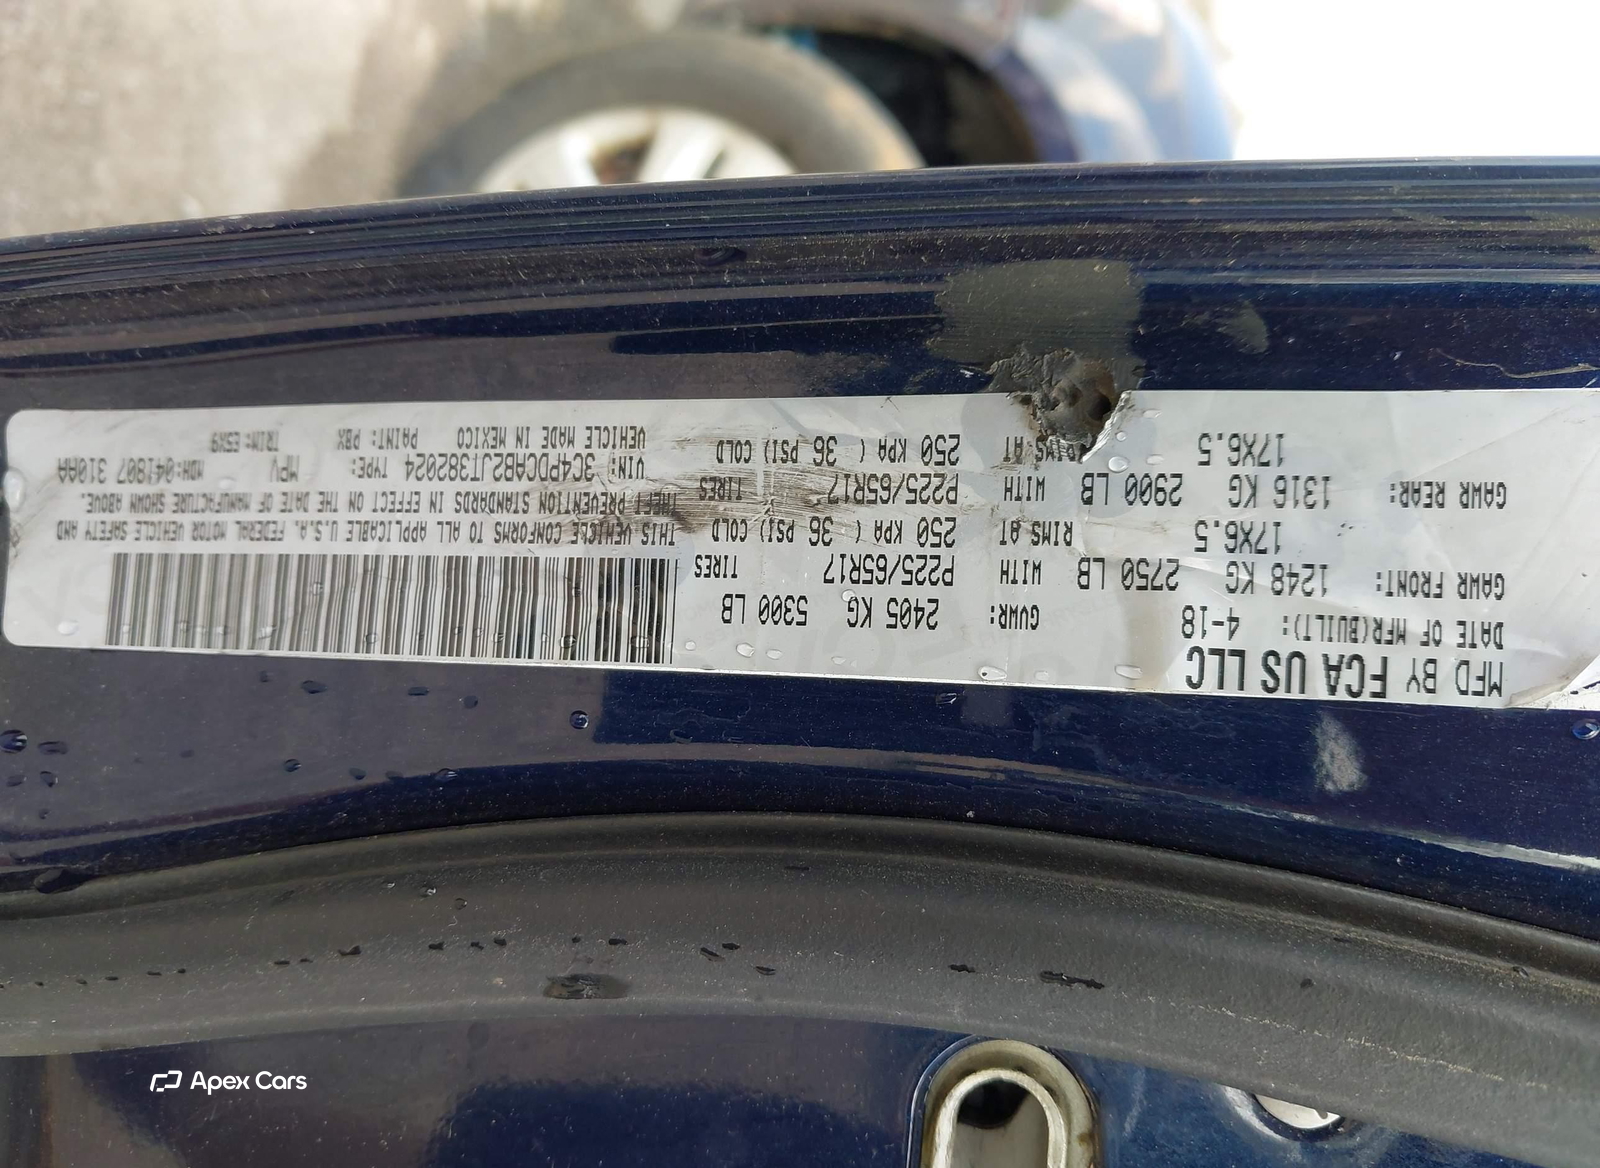 MFD BY FCA US LLC
DATE OF MFR(BUILT): 4-18
GAWR FRONT: 1248 KG 2750 LB
17X6.5
GAWR REAR: 1316 KG 2900 LB
17X6.5
GVWR: 2405 KG 5300 LB
WITH P225/65R17 TIRES
RIMS AT 250 KPA ( 36 PSI) COLD
WITH P225/65R17 TIRES
RIMS AT 250 KPA ( 36 PSI) COLD
THIS VEHICLE CONFORMS TO ALL APPLICABLE U.S.A. FEDERAL MOTOR VEHICLE SAFETY AND
THEFT PREVENTION STANDARDS IN EFFECT ON THE DATE OF MANUFACTURE SHOWN ABOVE.
VIN: 3C4PDCAB2JT382024 TYPE: MPV MDH:041807 310AA
VEHICLE MADE IN MEXICO PAINT: PBX TRIM: E5X9
Apex Cars